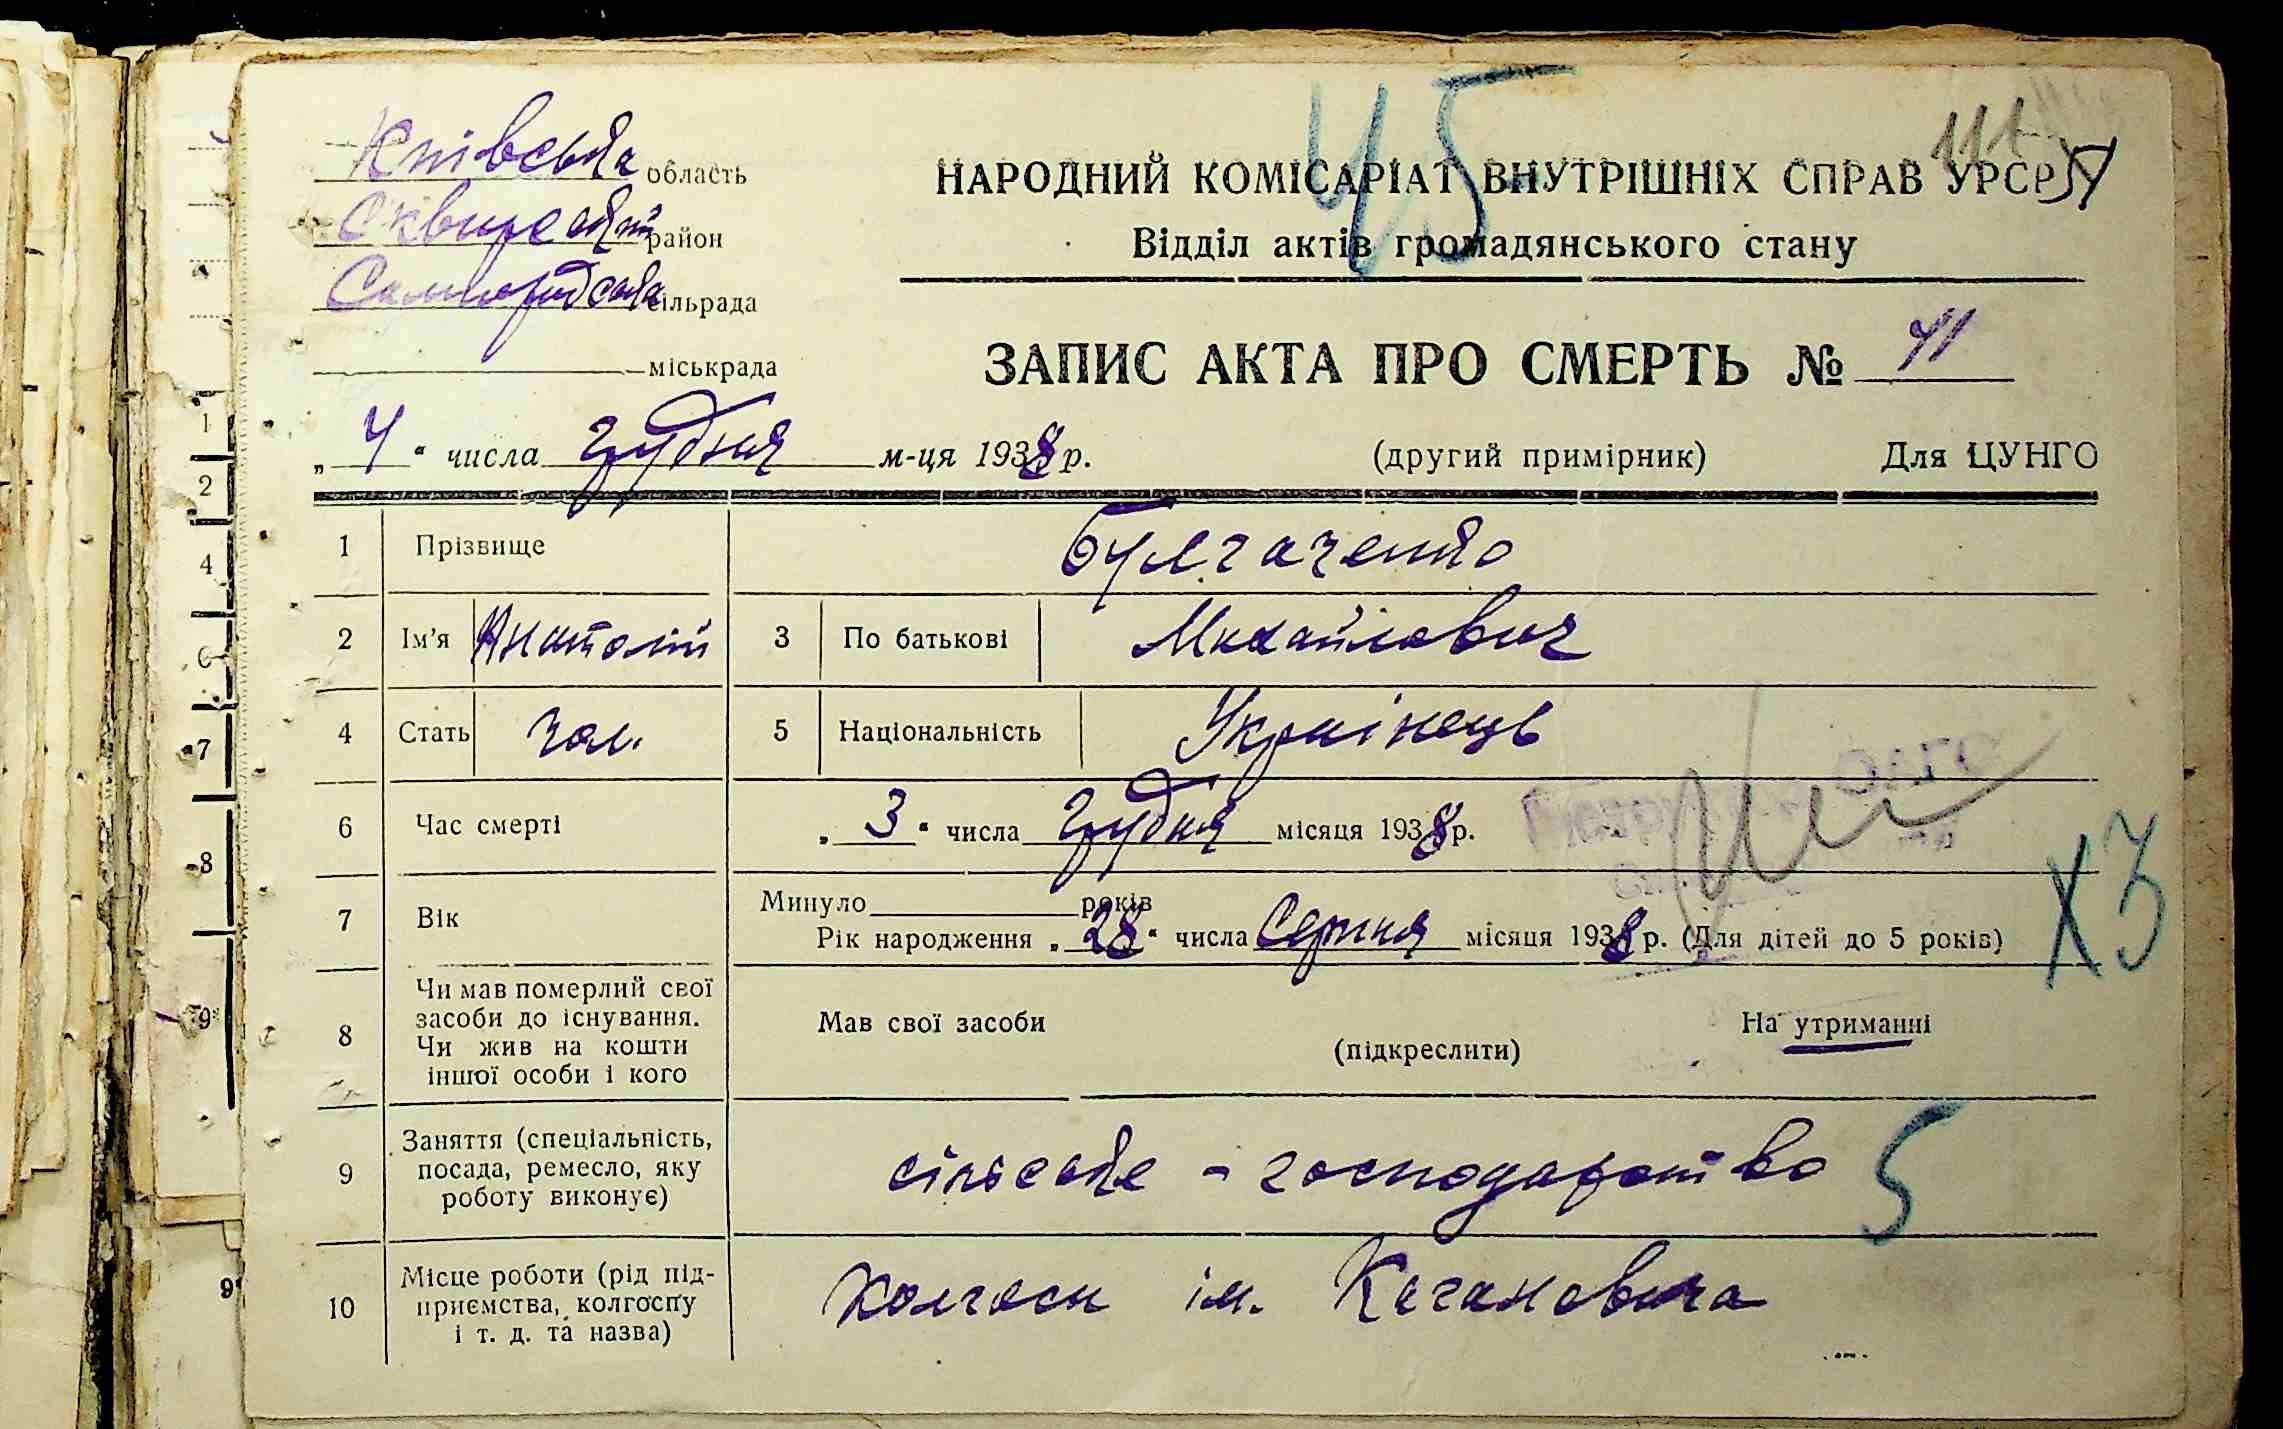 45
Київська область
Сквирський район
Самгородська сільрада
міськрада
НАРОДНИЙ КОМІСАРІАТ ВНУТРІШНІХ СПРАВ УРСР
Відділ актів громадянського стану
ЗАПИС АКТА ПРО СМЕРТЬ № 41
„4“ числа грудня м-ця 1938 р. (другий примірник) Для ЦУНГО
1 Прізвище Булгаченко
2 Ім'я Анатолій 3 По батькові Михайлович
4 Стать чол. 5 Національність Українець
6 Час смерті „3“ числа грудня місяця 1938 р.
7 Вік Минуло років
Рік народження „28“ числа Серпня місяця 1938 р. (Для дітей до 5 років)
Х3
8 Чи мав померлий свої засоби до існування. Чи жив на кошти іншої особи і кого Мав свої засоби (підкреслити) На утриманні
9 Заняття (спеціальність, посада, ремесло, яку роботу виконує) сільське - господарство 5
10 Місце роботи (рід підприємства, колгоспу і т. д. та назва) Колгосп ім. Кагановича